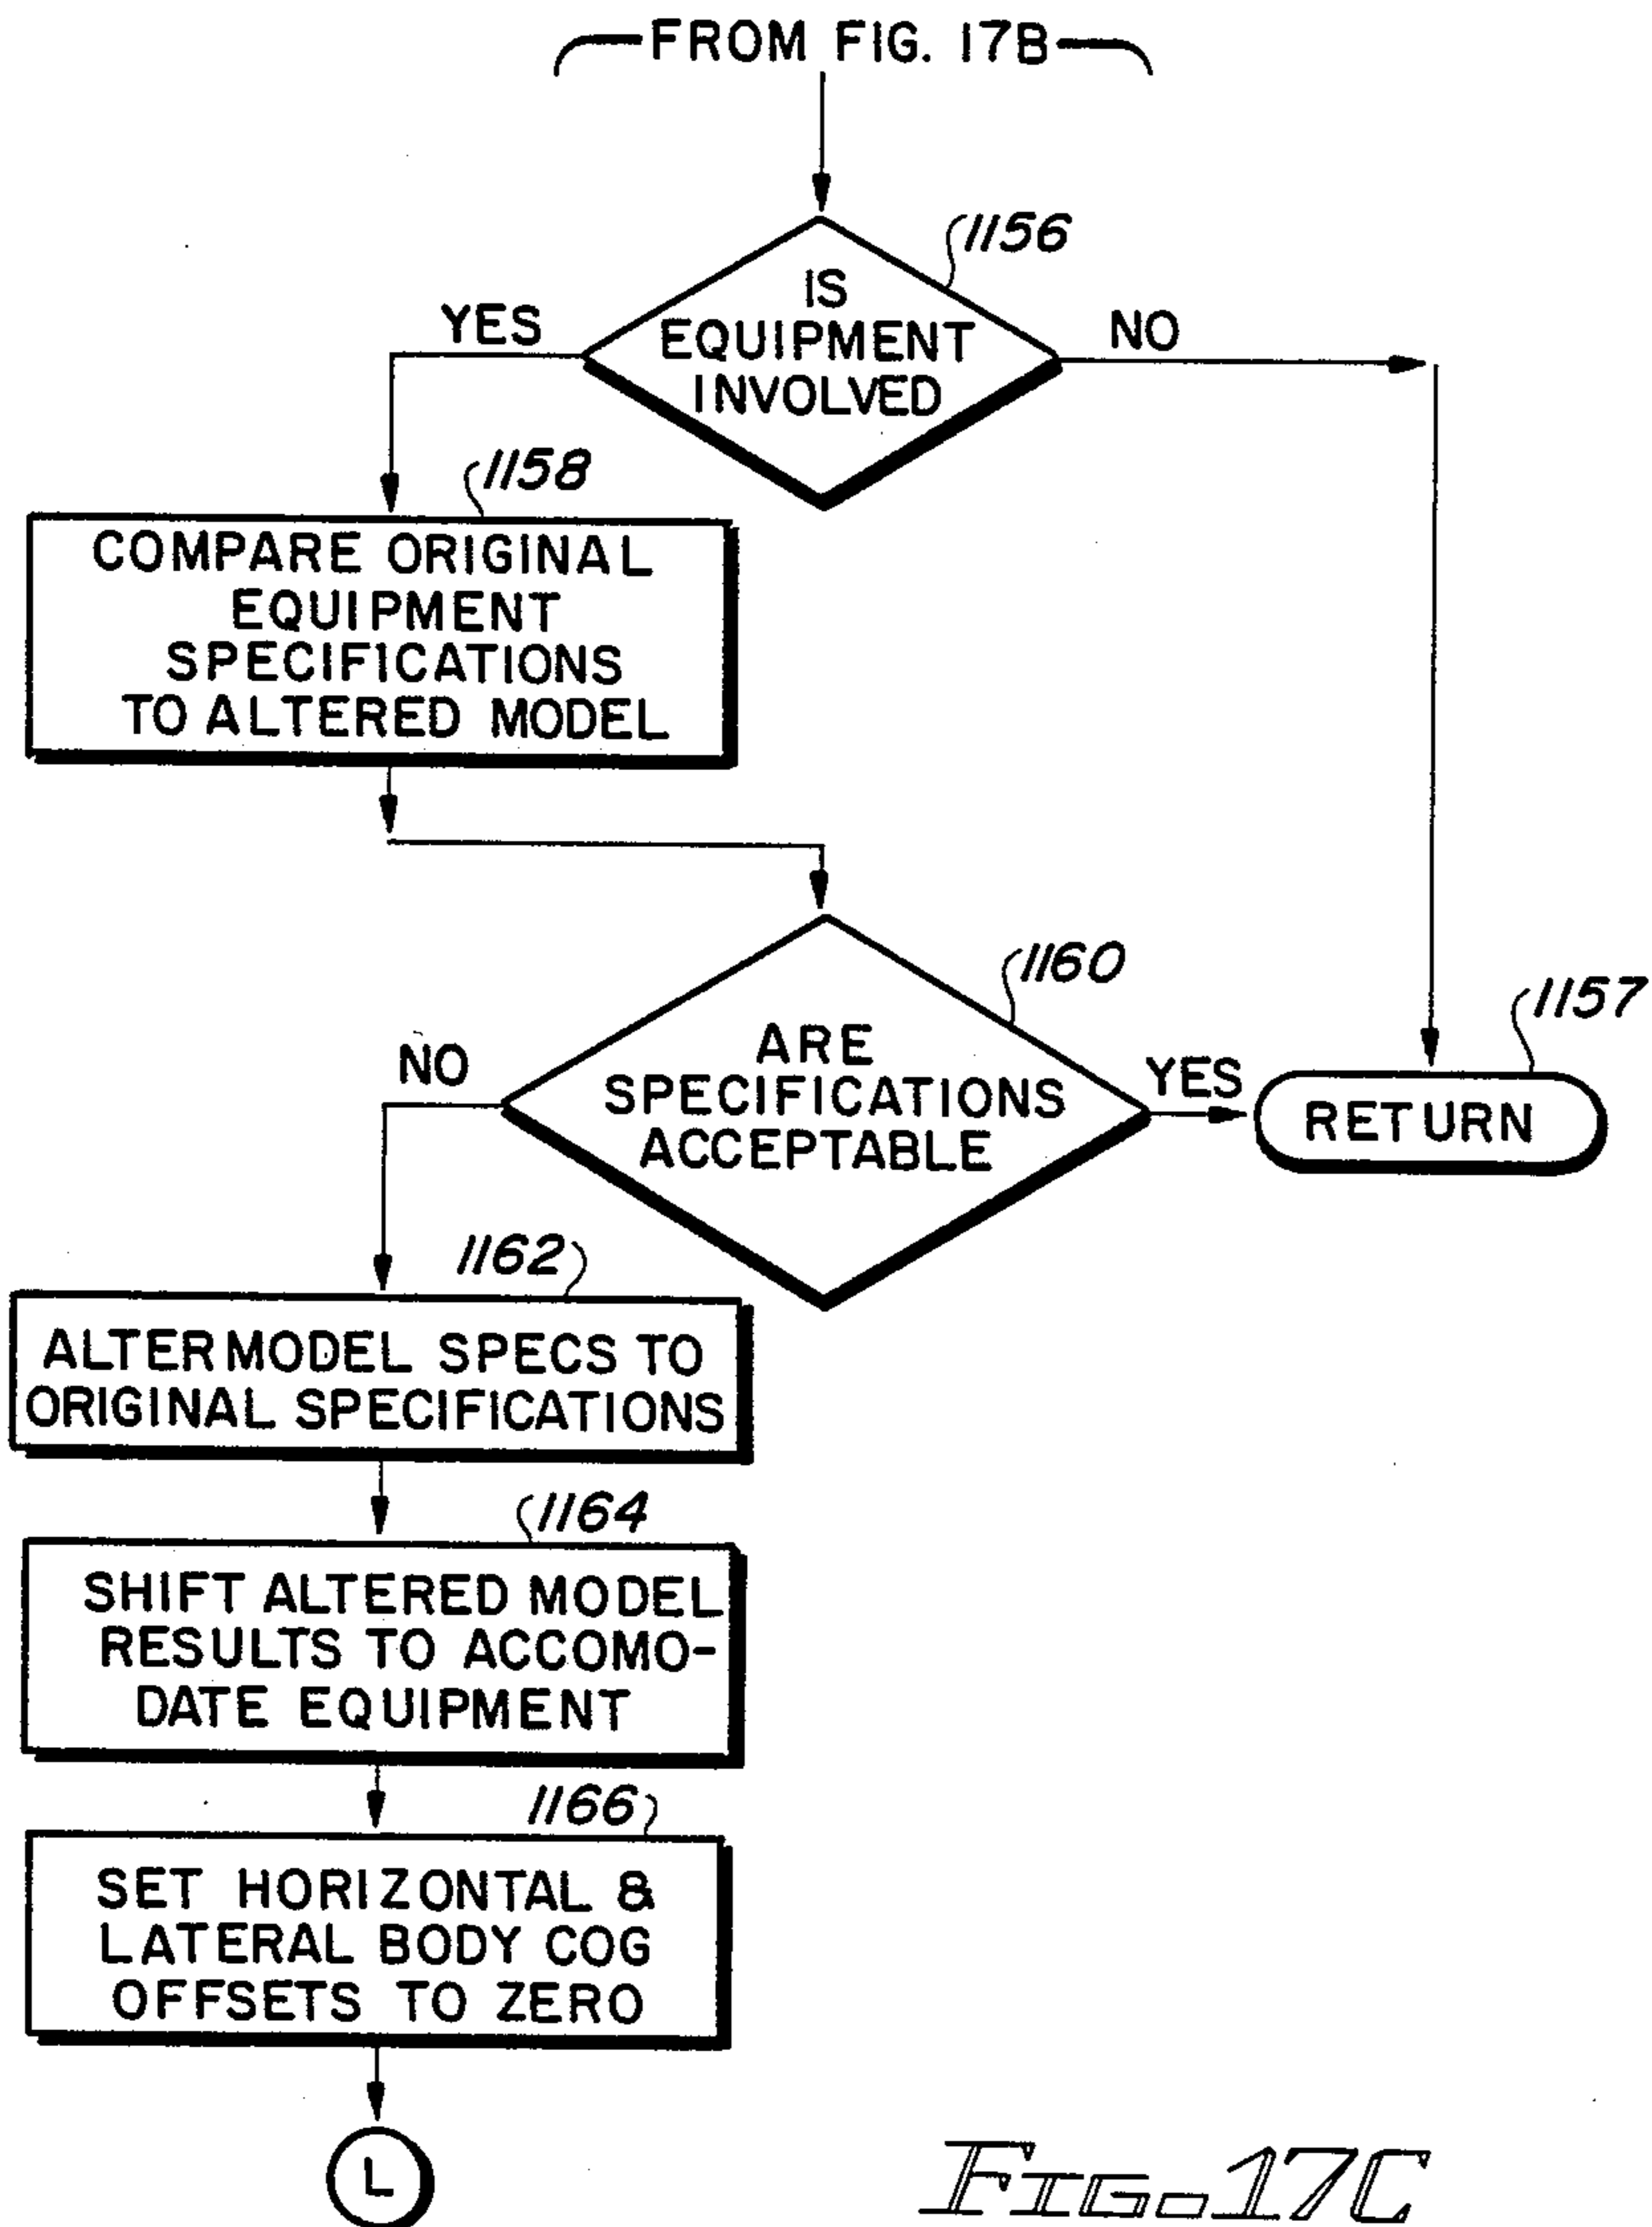 FROM FIG. 17B
1156
IS
EQUIPMENT
INVOLVED
YES
NO
1158
COMPARE ORIGINAL
EQUIPMENT
SPECIFICATIONS
TO ALTERED MODEL
1160
ARE
SPECIFICATIONS
ACCEPTABLE
NO
YES
1157
RETURN
1162
ALTER MODEL SPECS TO
ORIGINAL SPECIFICATIONS
1164
SHIFT ALTERED MODEL
RESULTS TO ACCOMO-
DATE EQUIPMENT
1166
SET HORIZONTAL &
LATERAL BODY COG
OFFSETS TO ZERO
L
FIG. 17C